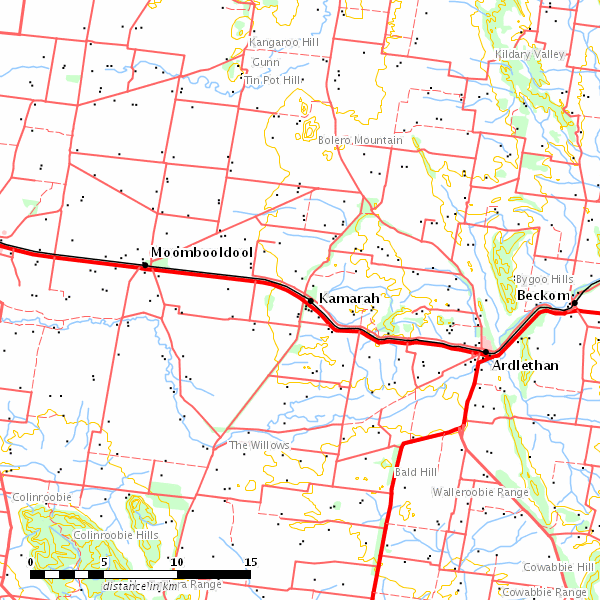 Kangaroo Hill
Gunn
Tin Pot Hill
Kildary Valley
Bolero Mountain
Moombooldool
Bygoo Hills
Beckom
Kamarah
Ardlethan
The Willows
Bald Hill
Walleroobie Range
Colinroobie
Colinroobie Hills
0 5 10 15
distance in km
Range
Cowabbie Hill
Cowabbie Range